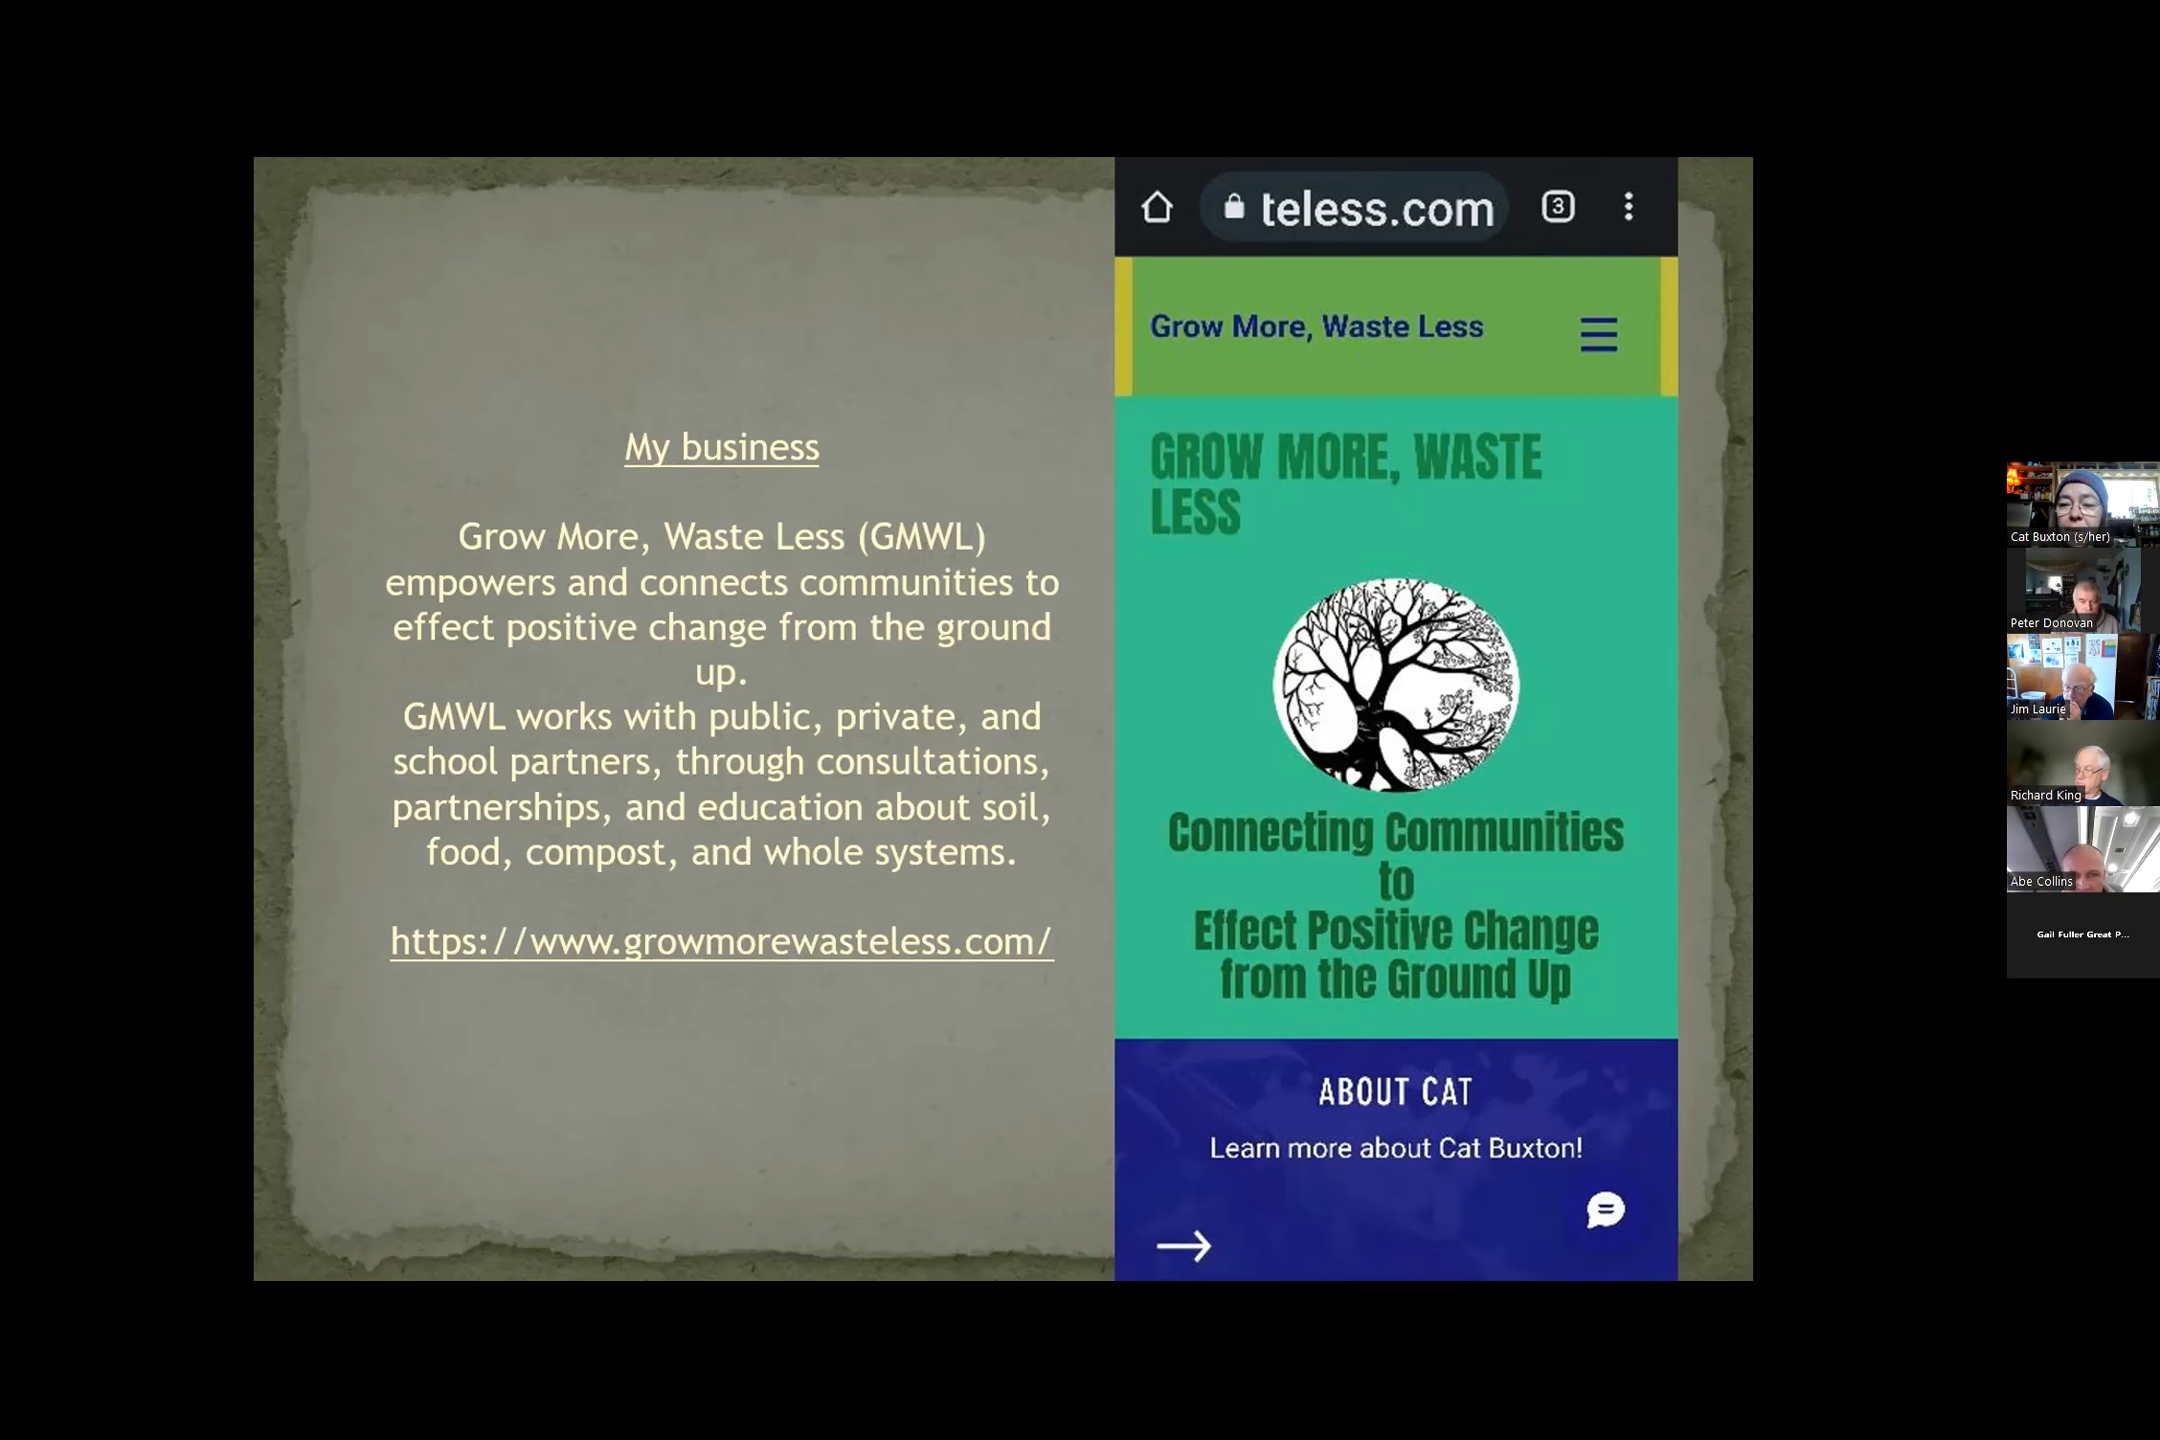 My business
Grow More, Waste Less (GMWL)
empowers and connects communities to
effect positive change from the ground
up.
GMWL works with public, private, and
school partners, through consultations,
partnerships, and education about soil,
food, compost, and whole systems.
https://www.growmorewasteless.com/
teless.com
3
Grow More, Waste Less
GROW MORE, WASTE
LESS
Connecting Communities
to
Effect Positive Change
from the Ground Up
ABOUT CAT
Learn more about Cat Buxton!
Cat Buxton (s/her)
Peter Donovan
Jim Laurie
Richard King
Abe Collins
Gail Fuller Great P...